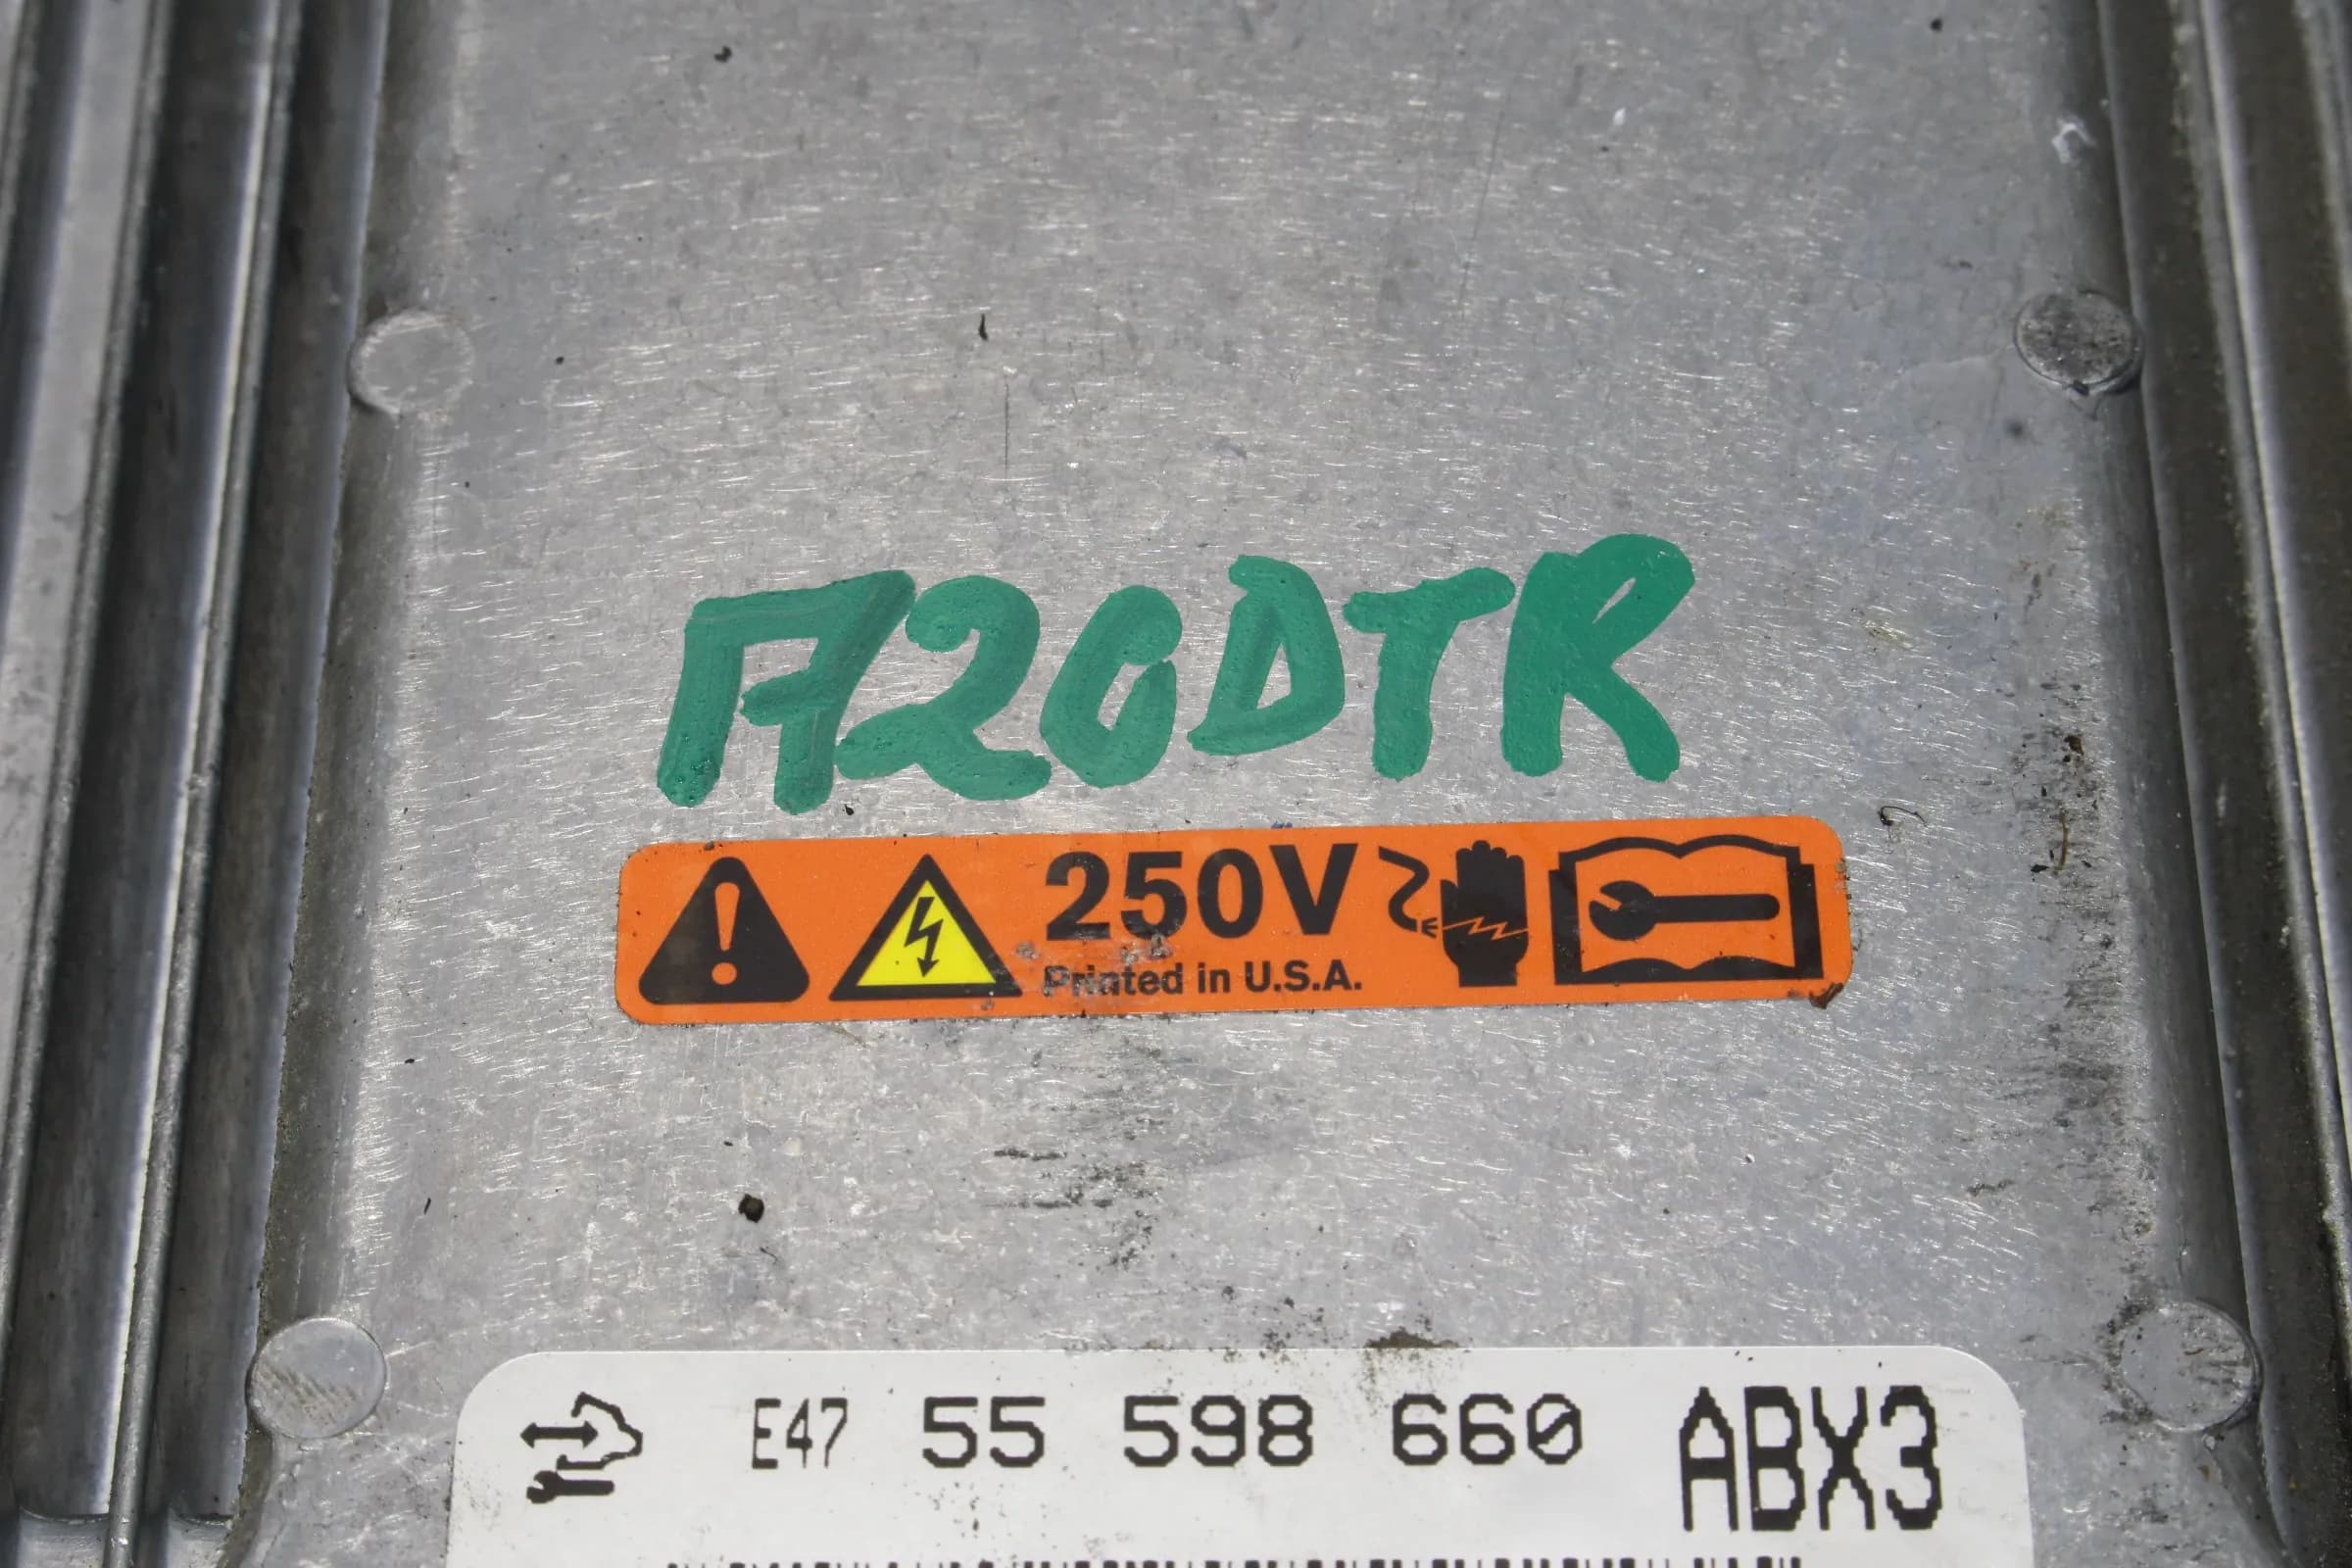 A20DTR
250V
Printed in U.S.A.
E47 55 598 660 ABX3